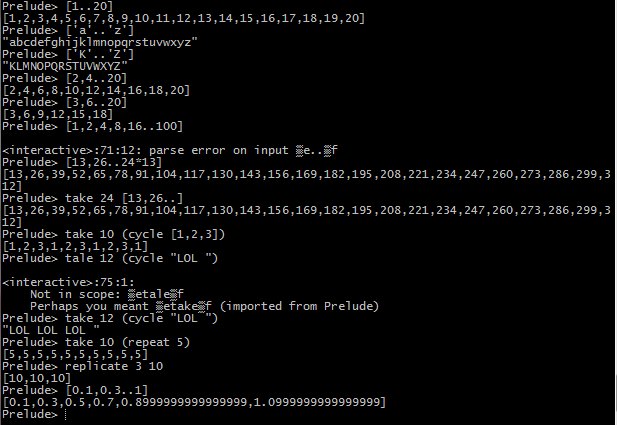 Prelude> [1..20]
[1,2,3,4,5,6,7,8,9,10,11,12,13,14,15,16,17,18,19,20]
Prelude> ['a'..'z']
"abcdefghijklmnopqrstuvwxyz"
Prelude> ['K'..'Z']
"KLMNOPQRSTUVWXYZ"
Prelude> [2,4..20]
[2,4,6,8,10,12,14,16,18,20]
Prelude> [3,6..20]
[3,6,9,12,15,18]
Prelude> [1,2,4,8,16..100]
<interactive>:71:12: parse error on input ▒e..▒f
Prelude> [13,26..24*13]
[13,26,39,52,65,78,91,104,117,130,143,156,169,182,195,208,221,234,247,260,273,286,299,3
12]
Prelude> take 24 [13,26..]
[13,26,39,52,65,78,91,104,117,130,143,156,169,182,195,208,221,234,247,260,273,286,299,3
12]
Prelude> take 10 (cycle [1,2,3])
[1,2,3,1,2,3,1,2,3,1]
Prelude> tale 12 (cycle "LOL ")
<interactive>:75:1:
    Not in scope: ▒etale▒f
    Perhaps you meant ▒etake▒f (imported from Prelude)
Prelude> take 12 (cycle "LOL ")
"LOL LOL LOL "
Prelude> take 10 (repeat 5)
[5,5,5,5,5,5,5,5,5,5]
Prelude> replicate 3 10
[10,10,10]
Prelude> [0.1,0.3..1]
[0.1,0.3,0.5,0.7,0.8999999999999999,1.0999999999999999]
Prelude>